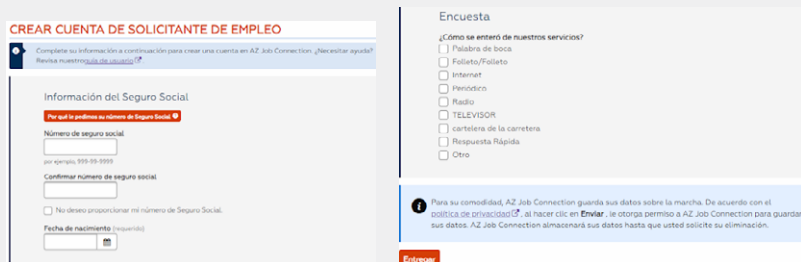 CREAR CUENTA DE SOLICITANTE DE EMPLEO
Complete su información a continuación para crear una cuenta en AZ Job Connection. ¿Necesitar ayuda?
Revisa nuestroguía de usuario
Información del Seguro Social
Por qué le pedimos su número de Seguro Social
Número de seguro social
por ejemplo, 999-99-9999
Confirmar número de seguro social
No deseo proporcionar mi número de Seguro Social.
Fecha de nacimiento (requerido)
Encuesta
¿Cómo se enteró de nuestros servicios?
Palabra de boca
Folleto/Folleto
Internet
Periódico
Radio
TELEVISOR
cartelera de la carretera
Respuesta Rápida
Otro
Para su comodidad, AZ Job Connection guarda sus datos sobre la marcha. De acuerdo con el
política de privacidad , al hacer clic en Enviar , le otorga permiso a AZ Job Connection para guardar
sus datos. AZ Job Connection almacenará sus datos hasta que usted solicite su eliminación.
Entregar